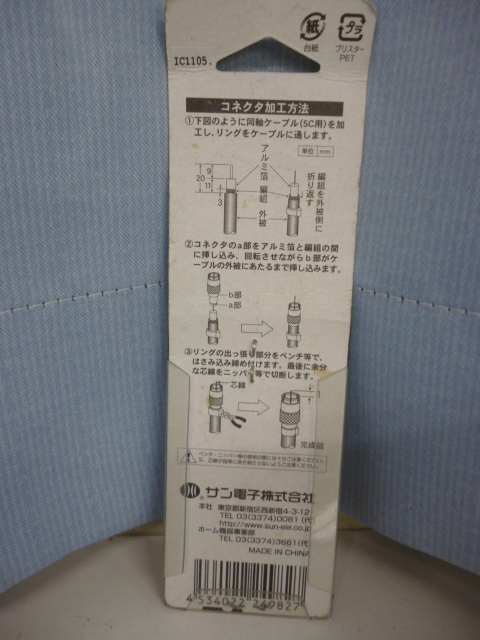 紙
プラ
台紙
ブリスター
PET
IC1105.
コネクタ加工方法
①下図のように同軸ケーブル(5C用)を加
工し、リングをケーブルに通します。
単位 mm
アルミ箔
編組
外被
9
20
11
3
編組を外被側に
折り返す
②コネクタのa部をアルミ箔と編組の間
に挿し込み、回転させながらb部がケ
ーブルの外被にあたるまで挿し込みます。
b部
a部
③リングの出っ張り部分をペンチ等で、
はさみ込み締め付けます。最後に余分
な芯線をニッパー等で切断します。
芯線
1
完成図
サン電子株式会社
本社 東京都新宿区西新宿4-3-12
TEL 03(3374)0081 (代
http://www.sun-ele.co.jp
ホーム機器事業部
TEL 03(3374)3661 (代
MADE IN CHINA
4 534022 249827